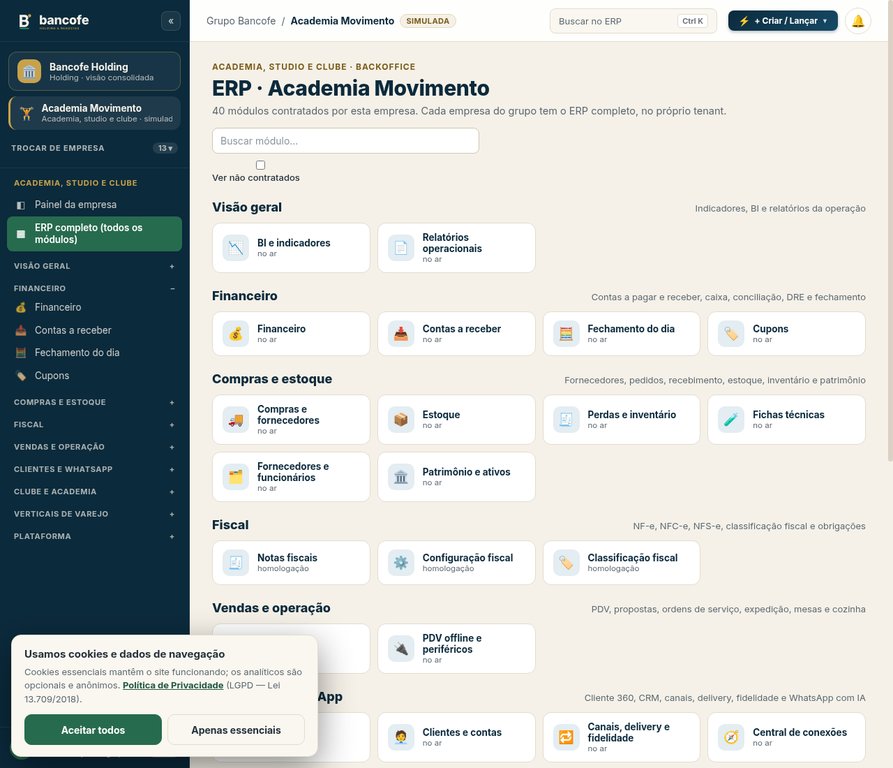 bancofe
«
Bancofe Holding
Holding · visão consolidada
Academia Movimento
Academia, studio e clube · simulad
TROCAR DE EMPRESA
13 ▾
ACADEMIA, STUDIO E CLUBE
Painel da empresa
ERP completo (todos os módulos)
VISÃO GERAL +
FINANCEIRO −
Financeiro
Contas a receber
Fechamento do dia
Cupons
COMPRAS E ESTOQUE +
FISCAL +
VENDAS E OPERAÇÃO +
CLIENTES E WHATSAPP +
CLUBE E ACADEMIA +
VERTICAIS DE VAREJO +
PLATAFORMA +
Grupo Bancofe / Academia Movimento SIMULADA
Buscar no ERP Ctrl K
⚡ + Criar / Lançar ▾
ACADEMIA, STUDIO E CLUBE · BACKOFFICE
ERP · Academia Movimento
40 módulos contratados por esta empresa. Cada empresa do grupo tem o ERP completo, no próprio tenant.
Buscar módulo...
Ver não contratados
Visão geral
Indicadores, BI e relatórios da operação
BI e indicadores
no ar
Relatórios operacionais
no ar
Financeiro
Contas a pagar e receber, caixa, conciliação, DRE e fechamento
Financeiro
no ar
Contas a receber
no ar
Fechamento do dia
no ar
Cupons
no ar
Compras e estoque
Fornecedores, pedidos, recebimento, estoque, inventário e patrimônio
Compras e fornecedores
no ar
Estoque
no ar
Perdas e inventário
no ar
Fichas técnicas
no ar
Fornecedores e funcionários
no ar
Patrimônio e ativos
no ar
Fiscal
NF-e, NFC-e, NFS-e, classificação fiscal e obrigações
Notas fiscais
homologação
Configuração fiscal
homologação
Classificação fiscal
homologação
Vendas e operação
PDV, propostas, ordens de serviço, expedição, mesas e cozinha
PDV offline e periféricos
no ar
App
Cliente 360, CRM, canais, delivery, fidelidade e WhatsApp com IA
Clientes e contas
no ar
Canais, delivery e fidelidade
no ar
Central de conexões
no ar
Usamos cookies e dados de navegação
Cookies essenciais mantêm o site funcionando; os analíticos são
opcionais e anônimos. Política de Privacidade (LGPD — Lei
13.709/2018).
Aceitar todos
Apenas essenciais